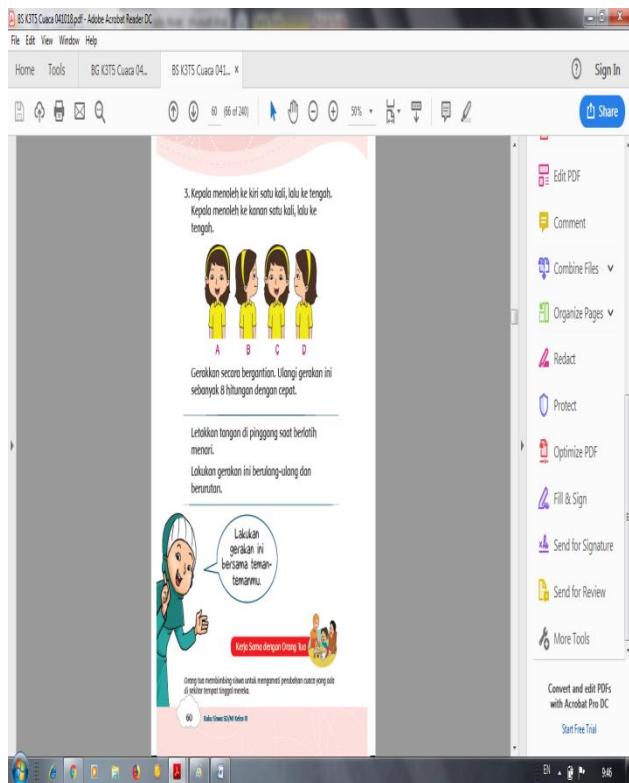 BS K3T5 Cuaca 041018.pdf - Adobe Acrobat Reader DC
File Edit View Window Help
Home Tools BG K3T5 Cuaca 04... BS K3T5 Cuaca 041... x Sign In
60 (66 of 240) 50% Share
3. Kepala menoleh ke kiri satu kali, lalu ke tengah.
Kepala menoleh ke kanan satu kali, lalu ke
tengah.
A B C D
Gerakkan secara bergantian. Ulangi gerakan ini
sebanyak 8 hitungan dengan cepat.
Letakkan tangan di pinggang saat berlatih
menari.
Lakukan gerakan ini berulang-ulang dan
berurutan.
Lakukan
gerakan ini
bersama teman-
temanmu.
Kerja Sama dengan Orang Tua
Orang tua membimbing siswa untuk mengamati perubahan cuaca yang ada
di sekitar tempat tinggal mereka.
60 Buku Siswa SD/MI Kelas III
Edit PDF
Comment
Combine Files
Organize Pages
Redact
Protect
Optimize PDF
Fill & Sign
Send for Signature
Send for Review
More Tools
Convert and edit PDFs
with Acrobat Pro DC
Start Free Trial
EN 9:46